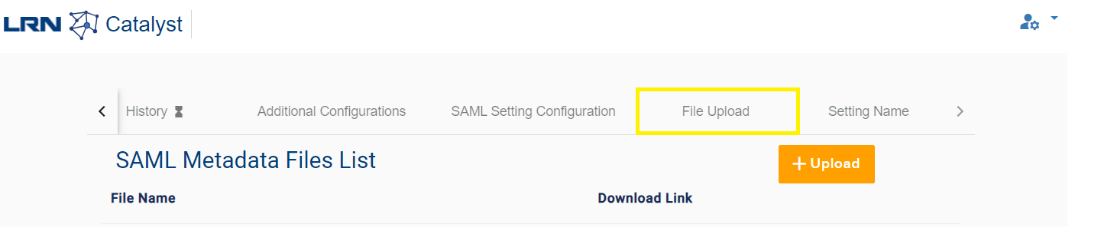 LRN Catalyst
History Additional Configurations SAML Setting Configuration File Upload Setting Name
SAML Metadata Files List + Upload
File Name Download Link